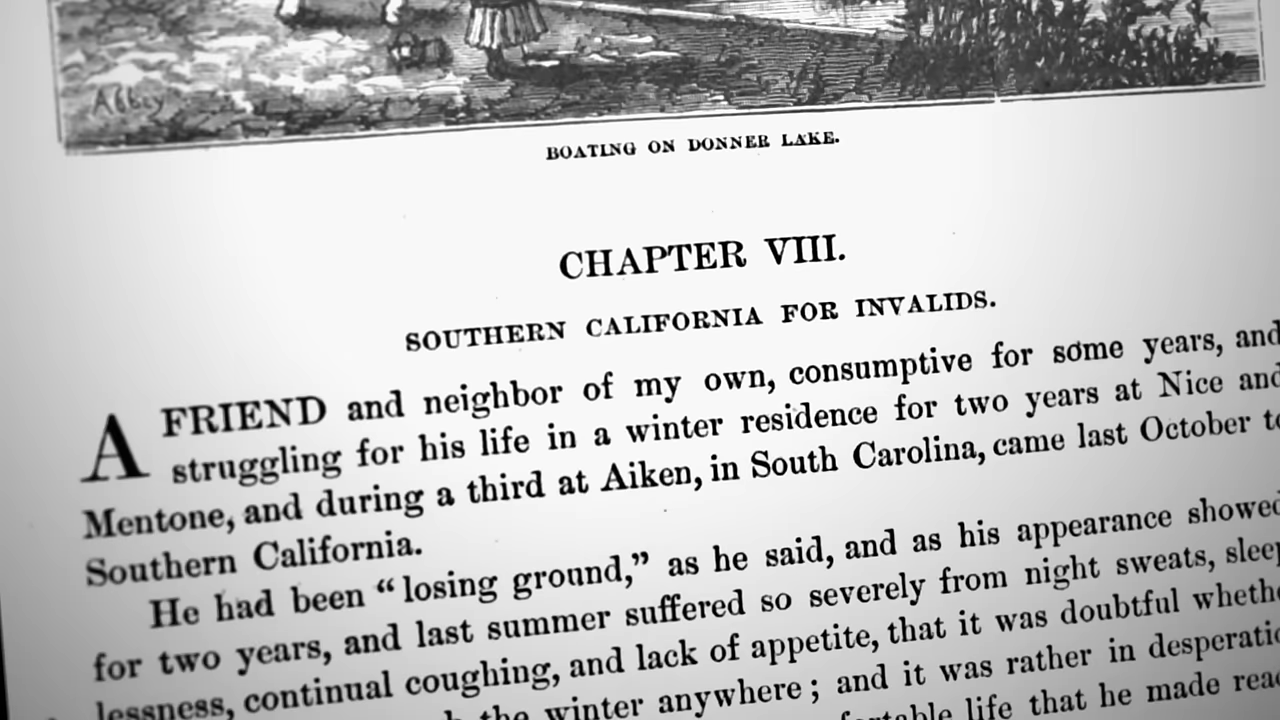 Abbey
BOATING ON DONNER LAKE.
CHAPTER VIII.
SOUTHERN CALIFORNIA FOR INVALIDS.
A FRIEND and neighbor of my own, consumptive for some years, and
struggling for his life in a winter residence for two years at Nice and
Mentone, and during a third at Aiken, in South Carolina, came last October to
Southern California.
He had been “losing ground,” as he said, and as his appearance showed
for two years, and last summer suffered so severely from night sweats, sleep
lessness, continual coughing, and lack of appetite, that it was doubtful whethe
the winter anywhere; and it was rather in desperatio
life that he made